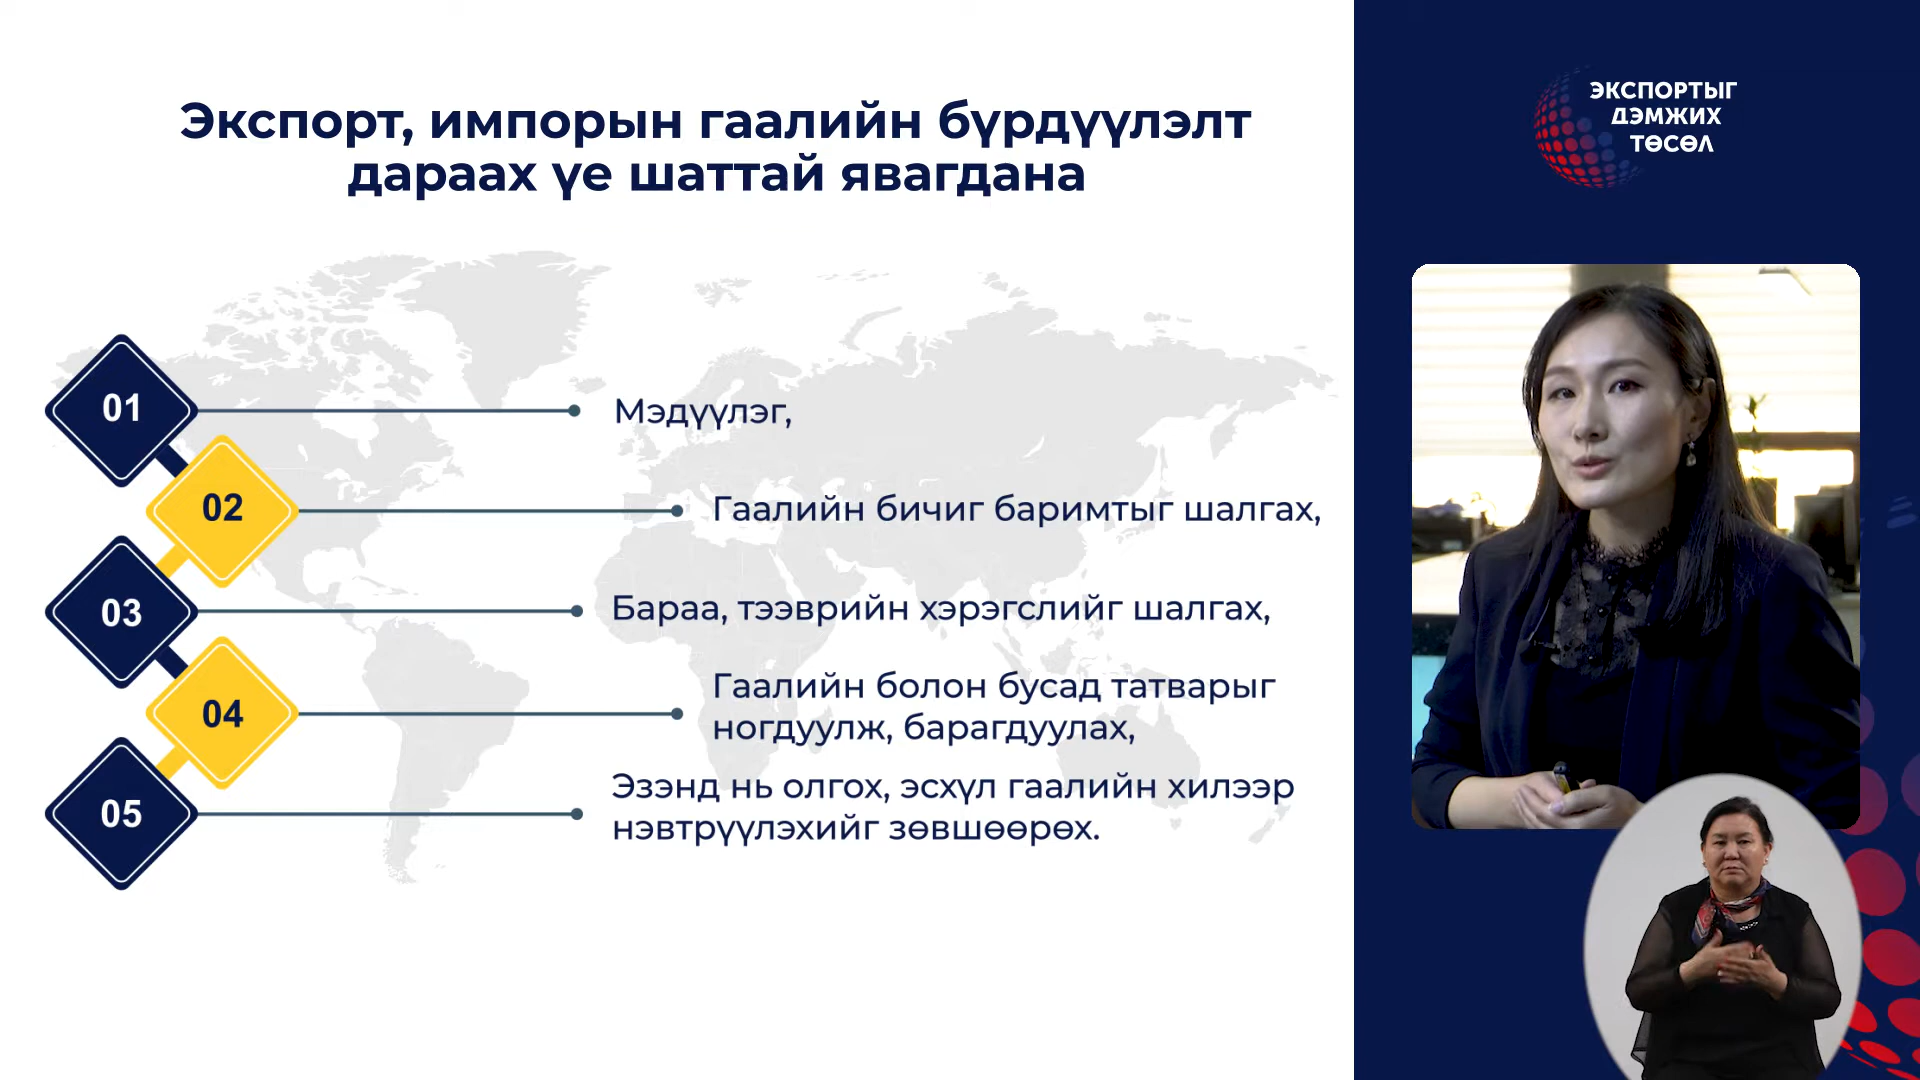 Экспорт, импорын гаалийн бүрдүүлэлт
дараах үе шаттай явагдана
01
Мэдүүлэг,
02
Гаалийн бичиг баримтыг шалгах,
03
Бараа, тээврийн хэрэгслийг шалгах,
04
Гаалийн болон бусад татварыг
ногдуулж, барагдуулах,
05
Эзэнд нь олгох, эсхүл гаалийн хилээр
нэвтрүүлэхийг зөвшөөрөх.
ЭКСПОРТЫГ
ДЭМЖИХ
ТӨСӨЛ